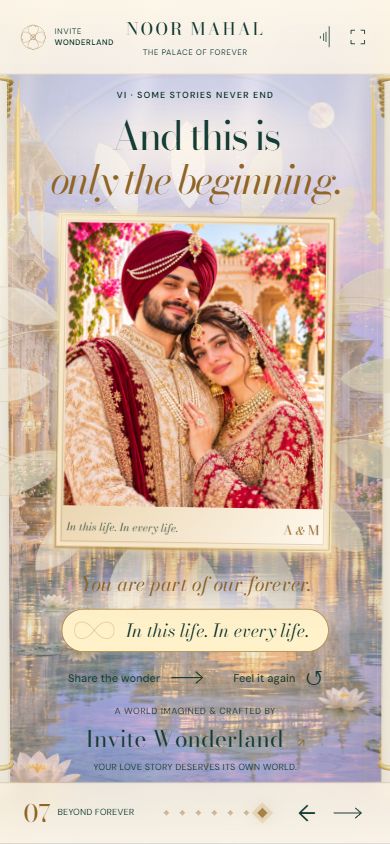 INVITE
WONDERLAND
NOOR MAHAL
THE PALACE OF FOREVER
VI · SOME STORIES NEVER END
And this is
only the beginning.
In this life. In every life.
A & M
You are part of our forever.
In this life. In every life.
Share the wonder
Feel it again
A WORLD IMAGINED & CRAFTED BY
Invite Wonderland
YOUR LOVE STORY DESERVES ITS OWN WORLD.
07 BEYOND FOREVER